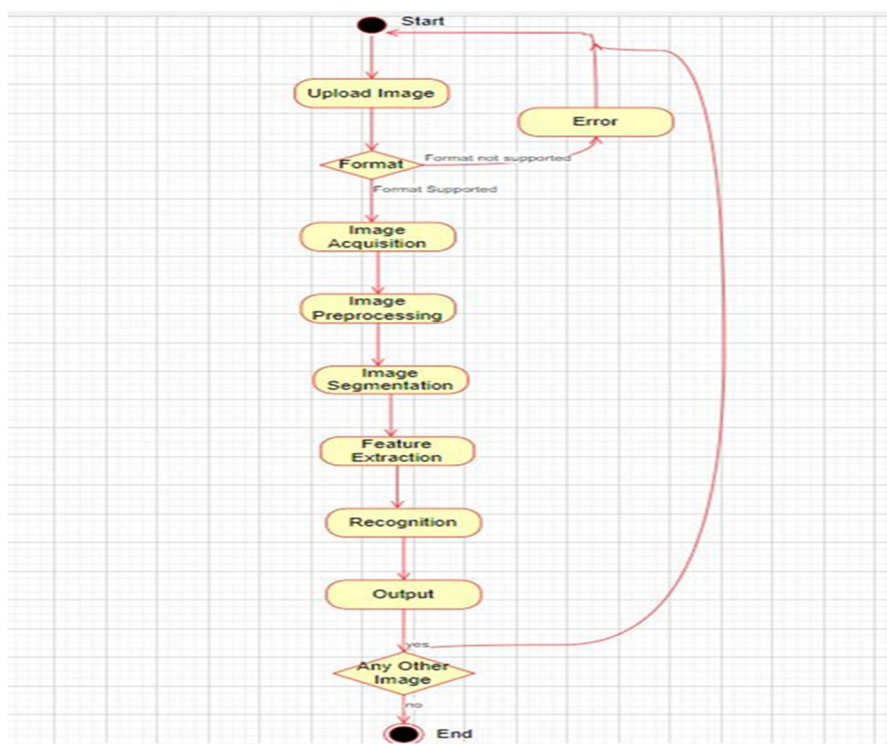 Start
Upload Image
Error
Format
Format not supported
Format Supported
Image
Acquisition
Image
Preprocessing
Image
Segmentation
Feature
Extraction
Recognition
Output
yes
Any Other
Image
no
End